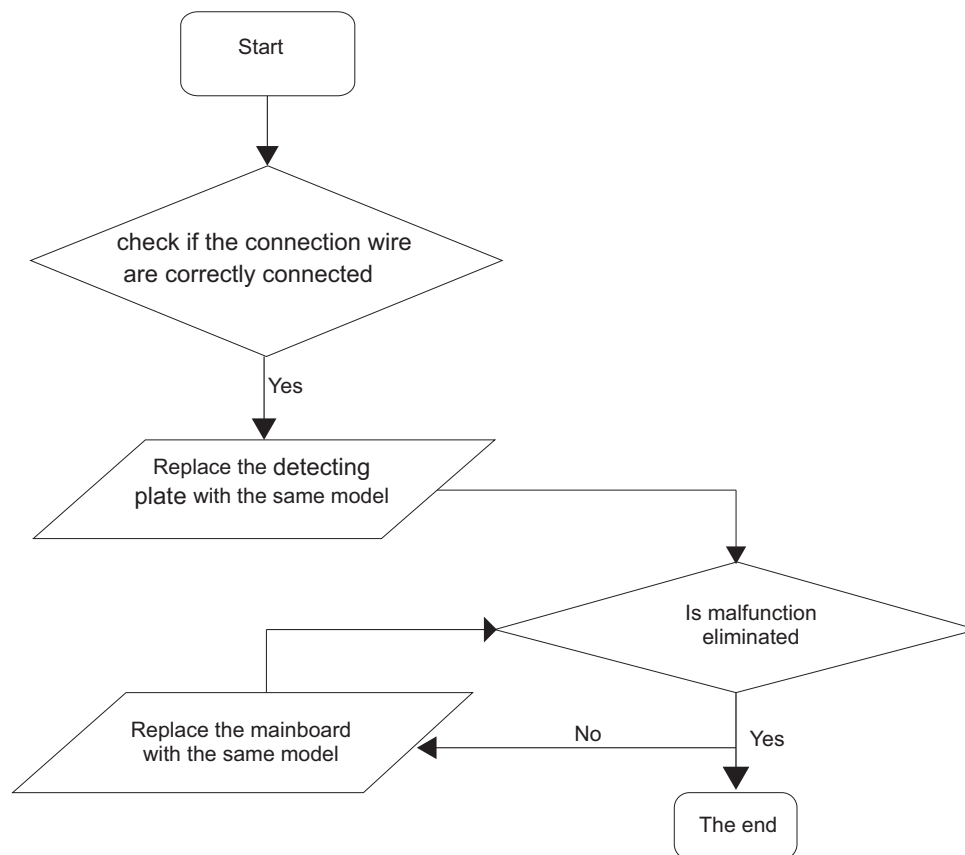 Start
check if the connection wire
are correctly connected
Yes
Replace the detecting
plate with the same model
Is malfunction
eliminated
Replace the mainboard
with the same model
No
Yes
The end